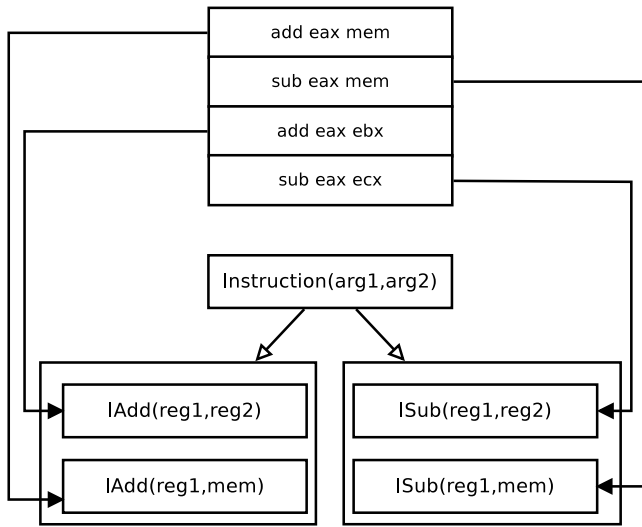 add eax mem
sub eax mem
add eax ebx
sub eax ecx
Instruction(arg1,arg2)
IAdd(reg1,reg2)
ISub(reg1,reg2)
IAdd(reg1,mem)
ISub(reg1,mem)